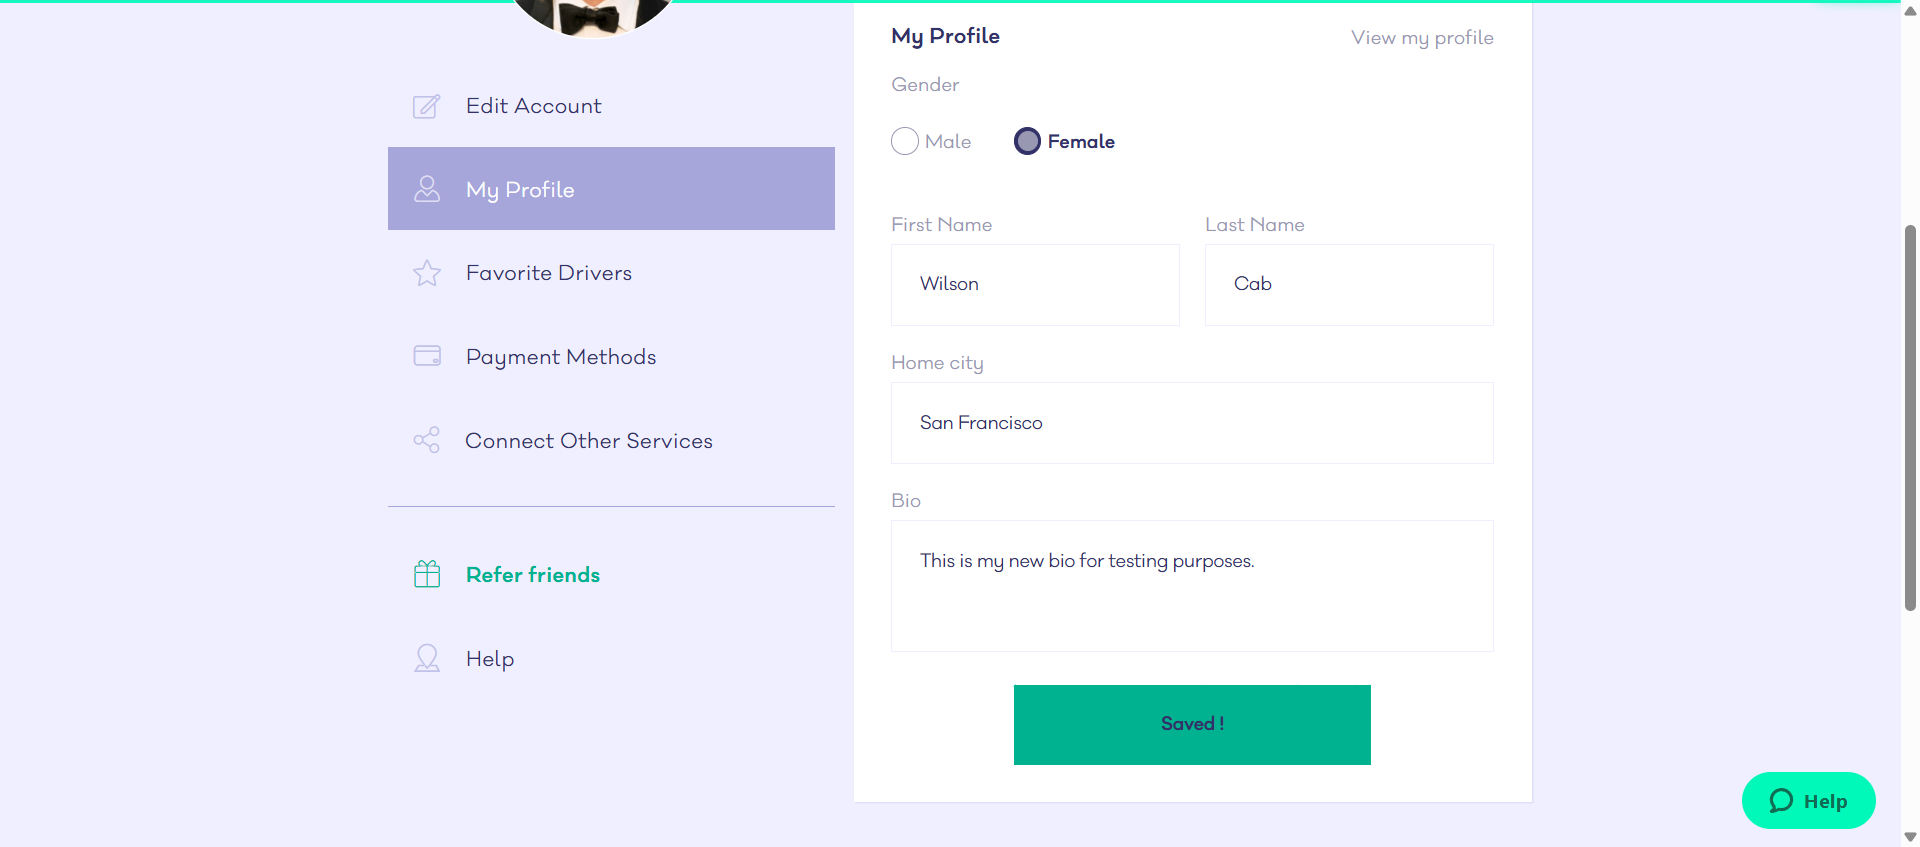 Edit Account
My Profile
Favorite Drivers
Payment Methods
Connect Other Services
Refer friends
Help
My Profile
View my profile
Gender
Male
Female
First Name
Last Name
Wilson
Cab
Home city
San Francisco
Bio
This is my new bio for testing purposes.
Saved !
Help